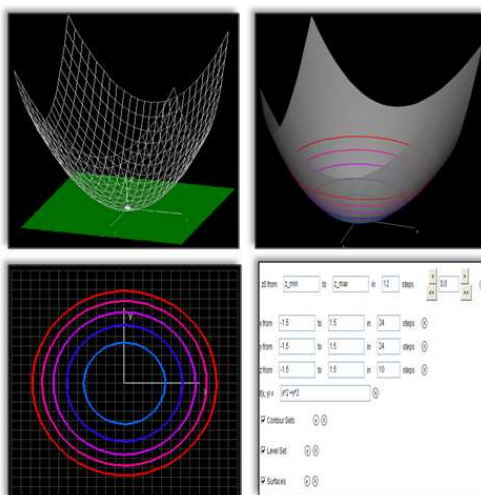 y
z0 from z_min to z_max in 12 steps 0.0
x from -1.5 to 1.5 in 24 steps
y from -1.5 to 1.5 in 24 steps
z from -1.5 to 1.5 in 10 steps
f(x, y) = x^2 +y^2
Contour Sets
Level Set
Surfaces